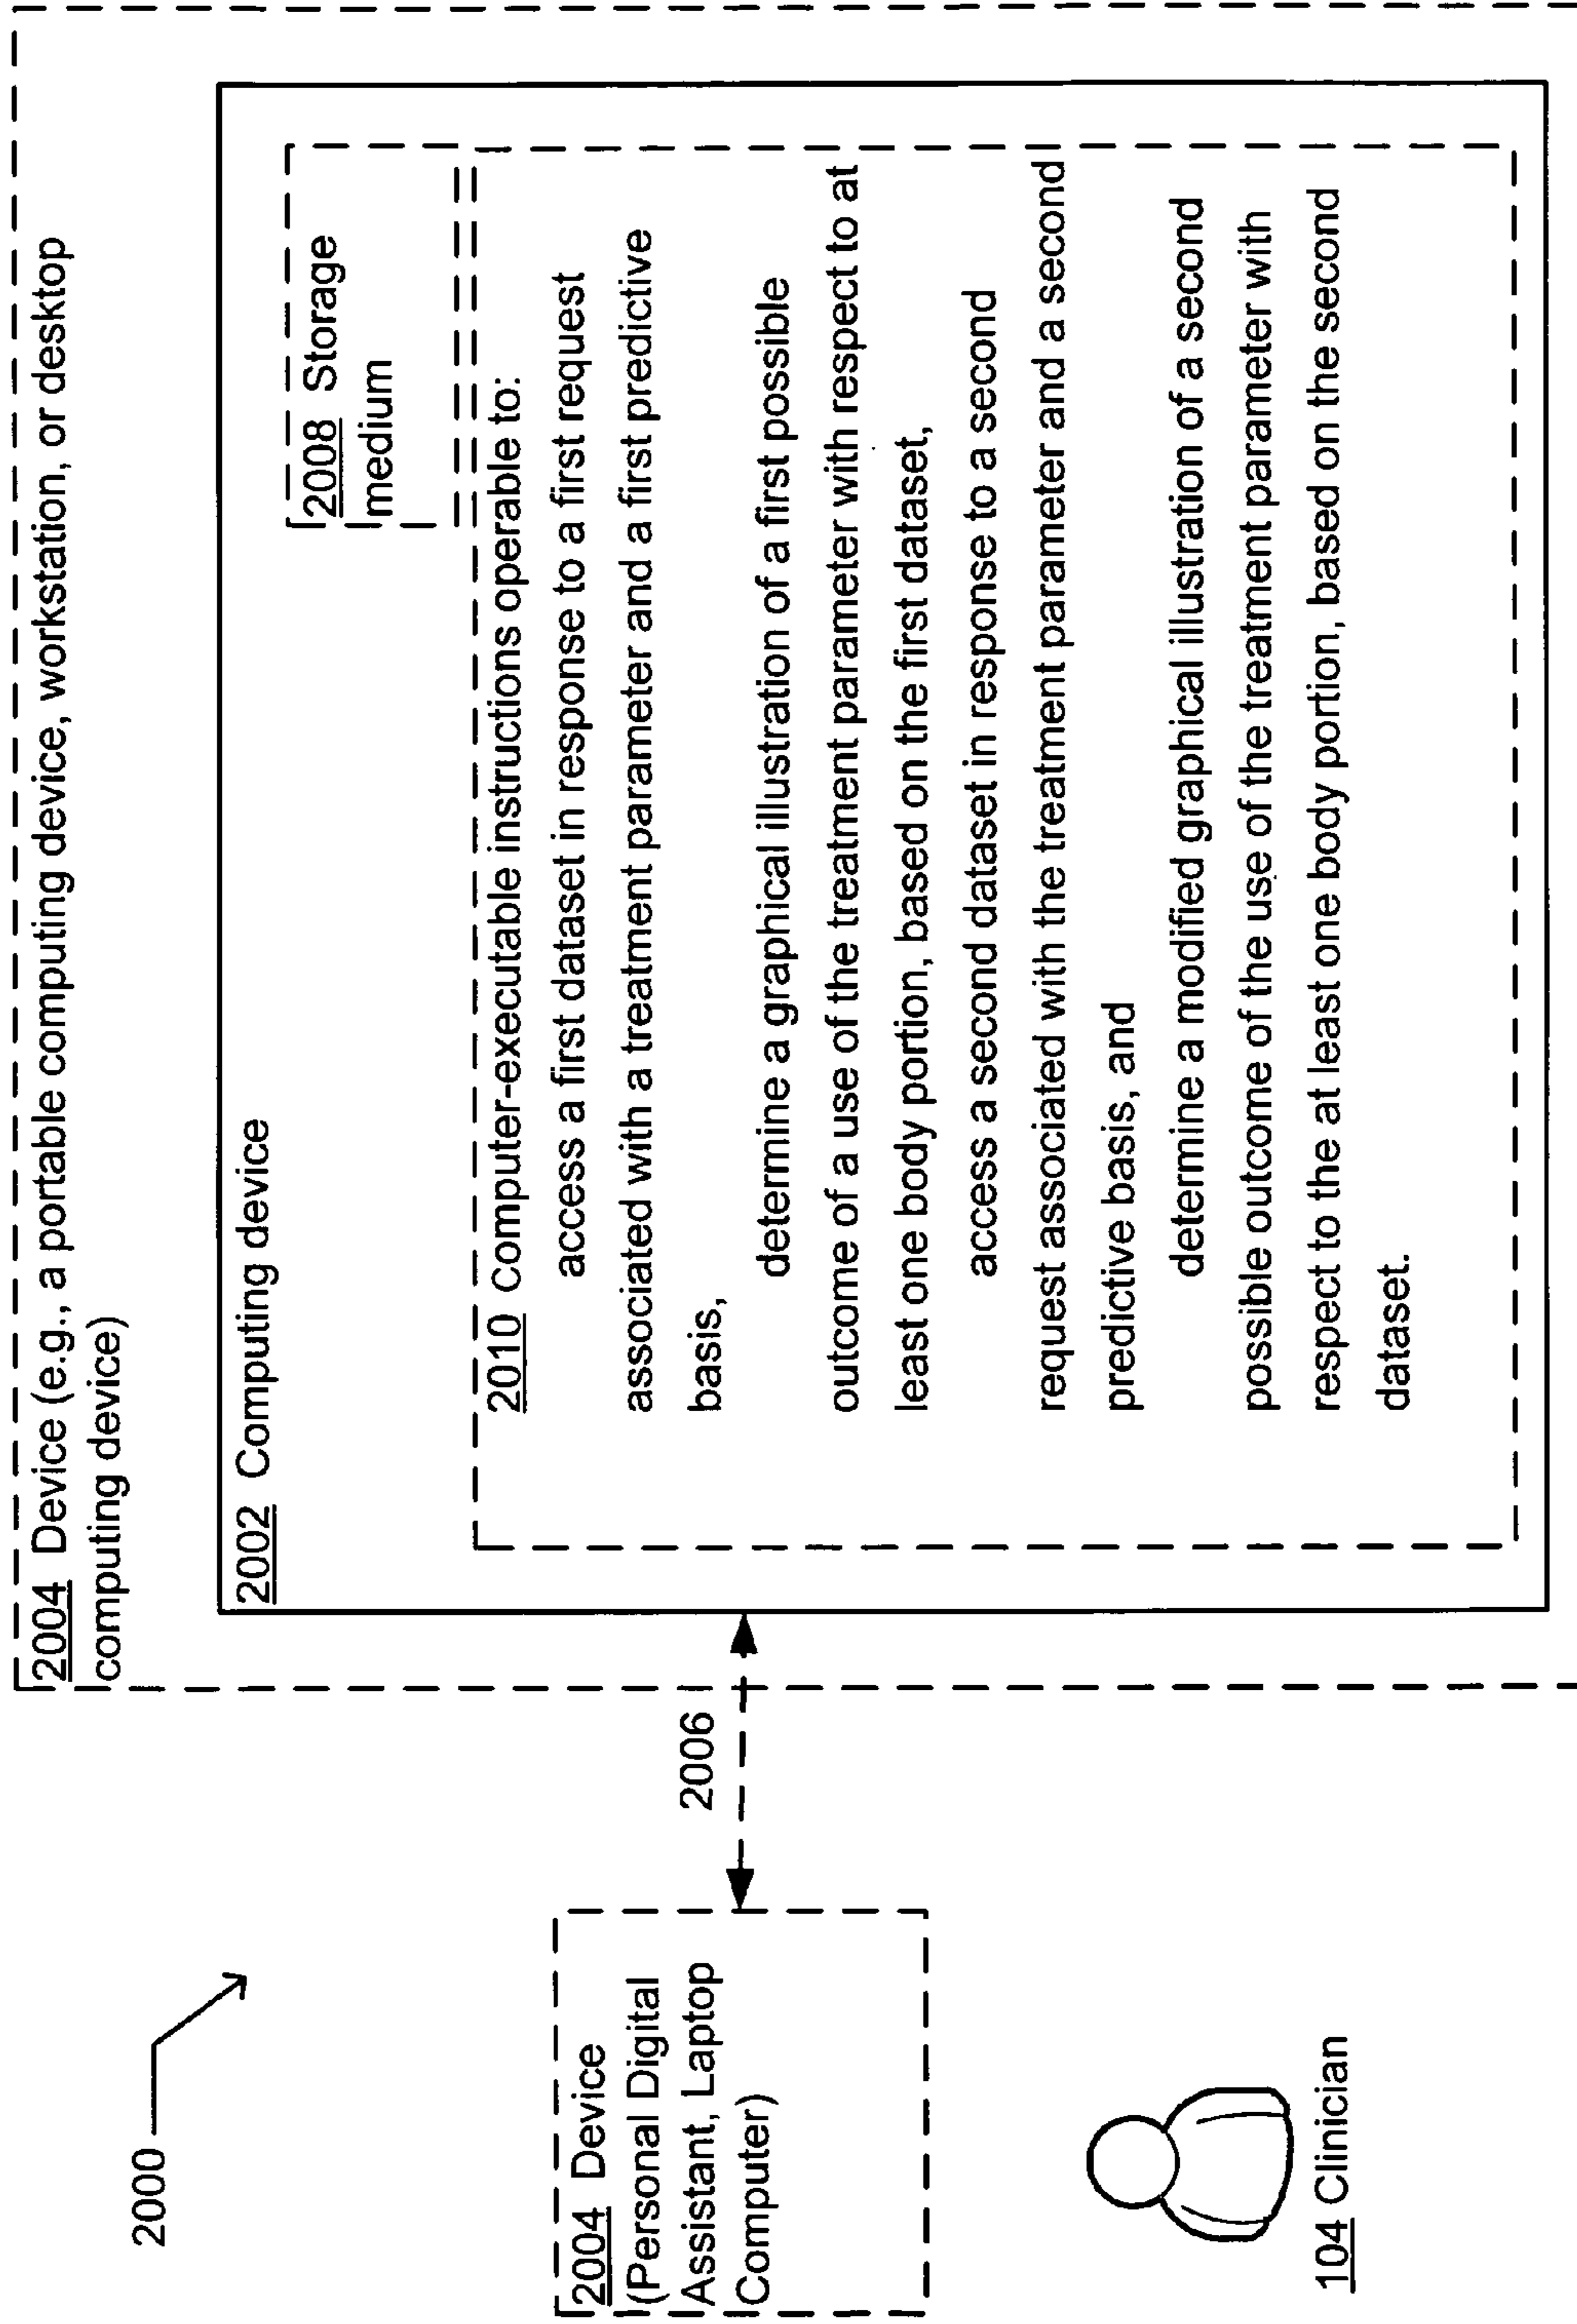 2000
2004 Device (e.g., a portable computing device, workstation, or desktop
computing device)
2002 Computing device
2008 Storage
medium
2010 Computer-executable instructions operable to:
access a first dataset in response to a first request
associated with a treatment parameter and a first predictive
basis,
determine a graphical illustration of a first possible
outcome of a use of the treatment parameter with respect to at
least one body portion, based on the first dataset,
access a second dataset in response to a second
request associated with the treatment parameter and a second
predictive basis, and
determine a modified graphical illustration of a second
possible outcome of the use of the treatment parameter with
respect to the at least one body portion, based on the second
dataset.
2006
2004 Device
(Personal Digital
Assistant, Laptop
Computer)
104 Clinician